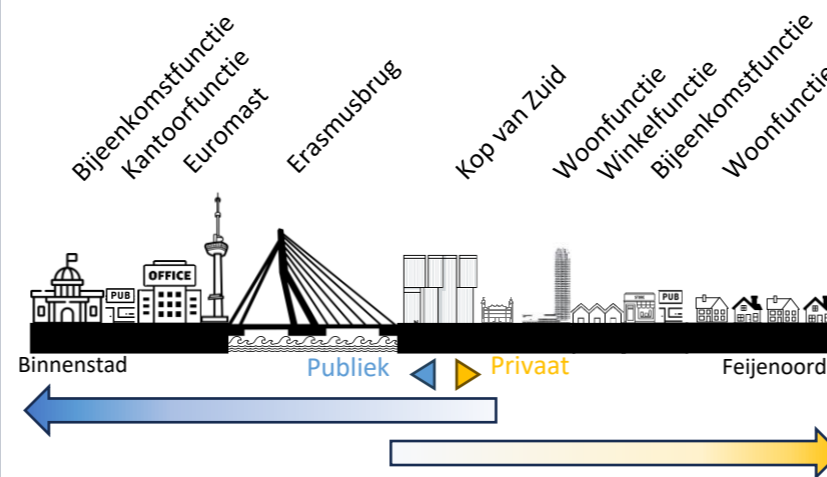 Bijeenkomstfunctie
Kantoorfunctie
Euromast
Erasmusbrug
Kop van Zuid
Woonfunctie
Winkelfunctie
Bijeenkomstfunctie
Woonfunctie
PUB
OFFICE
PUB
Binnenstad
Publiek
Privaat
Feijenoord